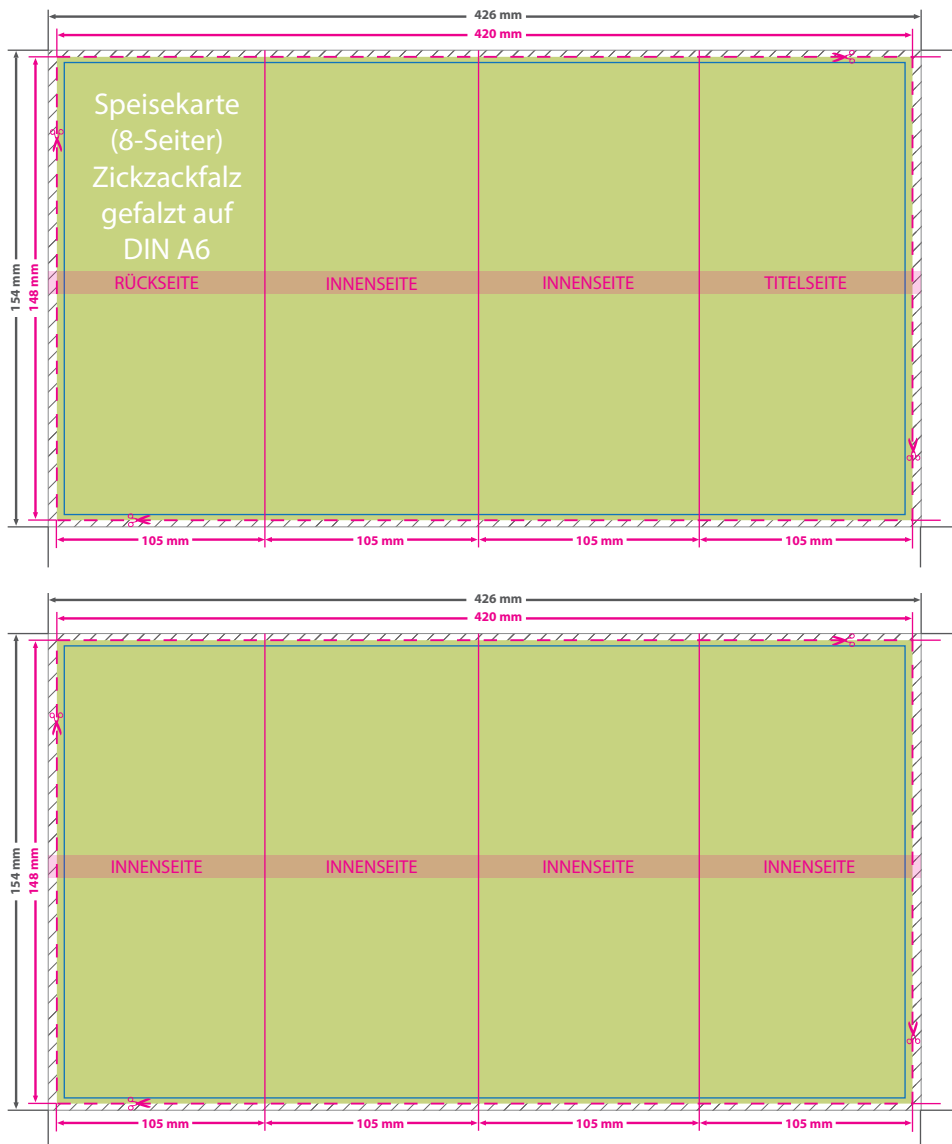 426 mm
420 mm
154 mm
148 mm
Speisekarte
(8-Seiter)
Zickzackfalz
gefalzt auf
DIN A6
RÜCKSEITE INNENSEITE INNENSEITE TITELSEITE
105 mm 105 mm 105 mm 105 mm
426 mm
420 mm
154 mm
148 mm
INNENSEITE INNENSEITE INNENSEITE INNENSEITE
105 mm 105 mm 105 mm 105 mm